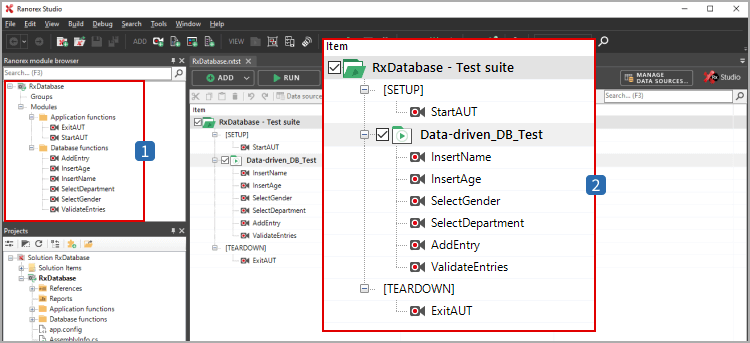 Ranorex Studio
File Edit View Build Debug Search Tools Window Help
ADD
Ranorex module browser
Search... (F3)
RxDatabase
Groups
Modules
Application functions
ExitAUT
StartAUT
Database functions
AddEntry
InsertAge
InsertName
SelectDepartment
SelectGender
ValidateEntries
1
Projects
Solution RxDatabase
Solution Items
RxDatabase
References
Reports
Application functions
Database functions
app.config
AssemblyInfo.cs
RxDatabase.rxtst
ADD
RUN
MANAGE
DATA SOURCES...
Studio
Data source
Search... (F3)
Item
RxDatabase - Test suite
[SETUP]
StartAUT
Data-driven_DB_Test
InsertName
InsertAge
SelectGender
SelectDepartment
AddEntry
ValidateEntries
[TEARDOWN]
ExitAUT
Item
RxDatabase - Test suite
[SETUP]
StartAUT
Data-driven_DB_Test
InsertName
InsertAge
SelectGender
SelectDepartment
AddEntry
ValidateEntries
[TEARDOWN]
ExitAUT
2